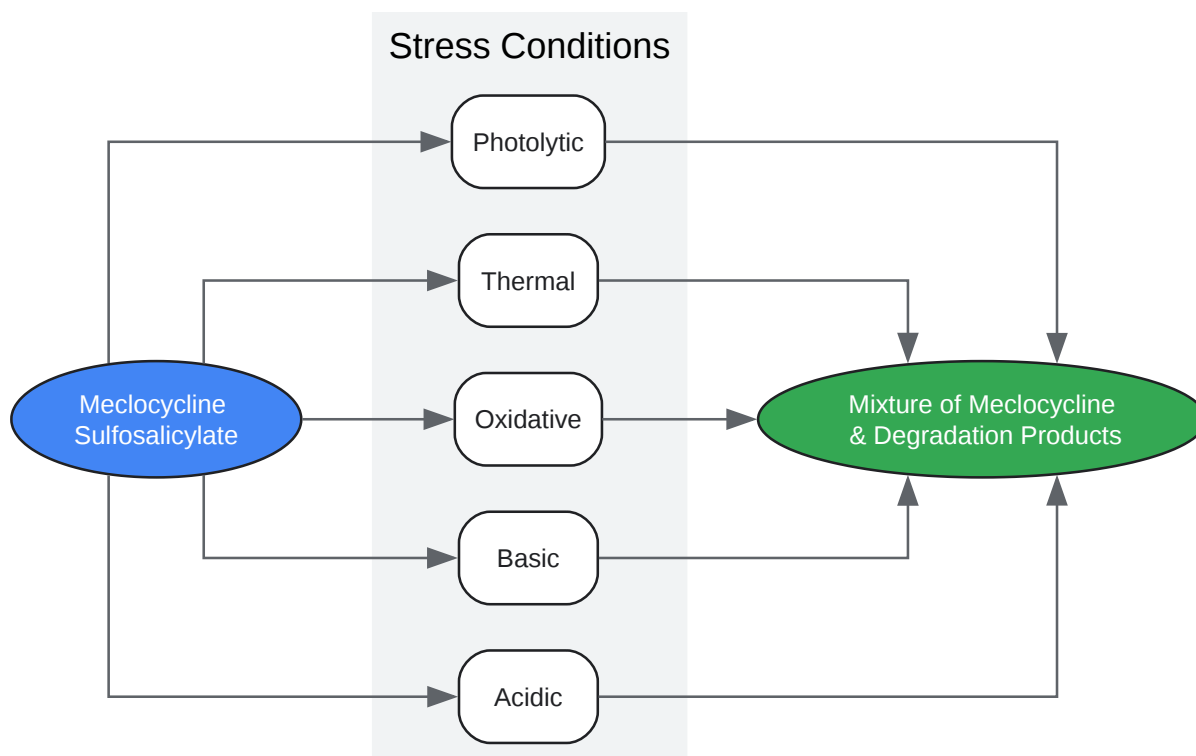 Stress Conditions
Photolytic
Thermal
Meclocycline
Sulfosalicylate
Oxidative
Mixture of Meclocycline
& Degradation Products
Basic
Acidic